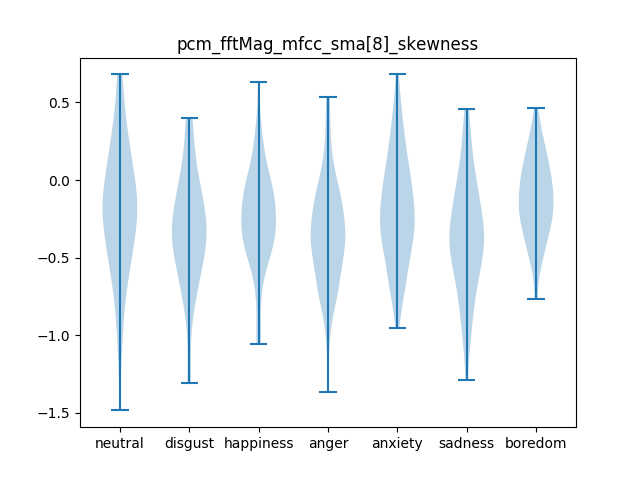 pcm_fftMag_mfcc_sma[8]_skewness
0.5
0.0
−0.5
−1.0
−1.5
neutral disgust happiness anger anxiety sadness boredom